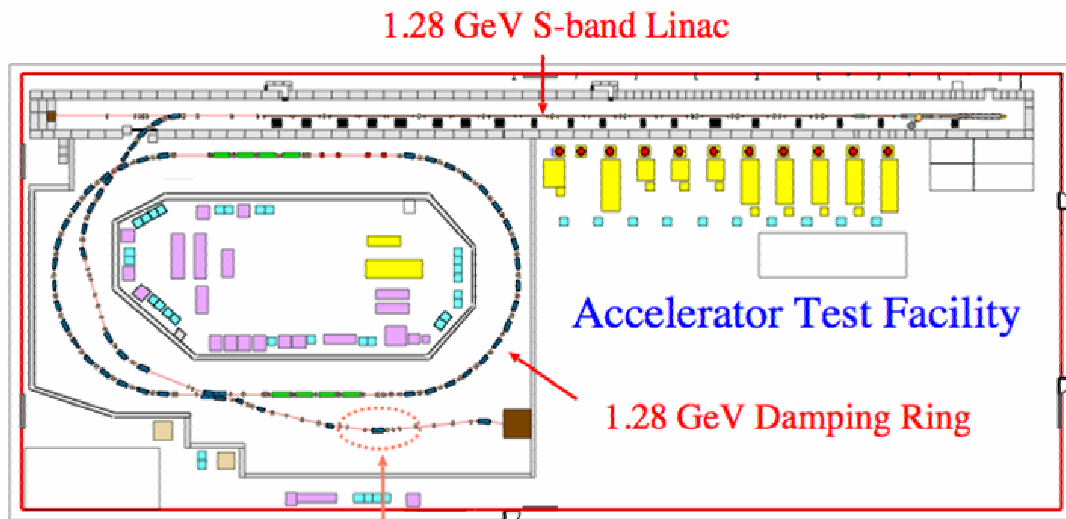 1.28 GeV S-band Linac
Accelerator Test Facility
1.28 GeV Damping Ring